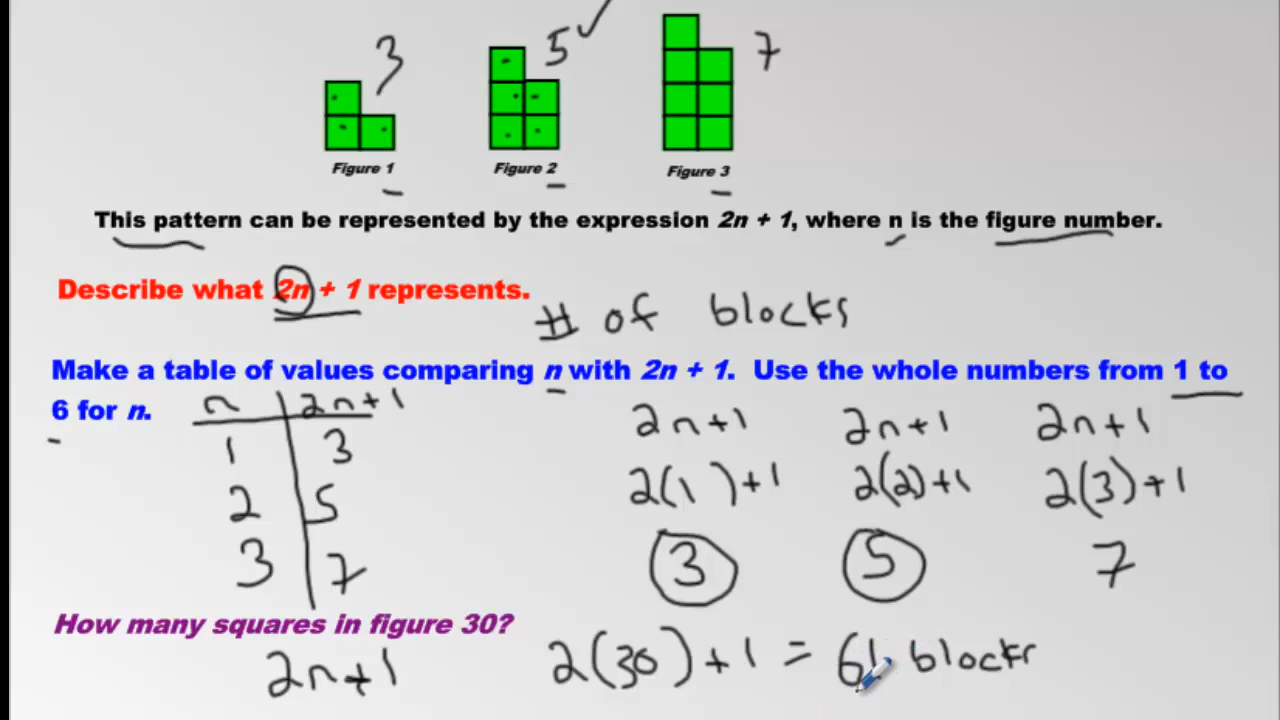 3 5 7
Figure 1 Figure 2 Figure 3
This pattern can be represented by the expression 2n + 1, where n is the figure number.
Describe what 2n + 1 represents.
# of blocks
Make a table of values comparing n with 2n + 1. Use the whole numbers from 1 to
6 for n.
n 2n+1
1 3
2 5
3 7
2n+1 2n+1 2n+1
2(1)+1 2(2)+1 2(3)+1
3 5 7
How many squares in figure 30?
2n+1 2(30)+1 = 61 blocks